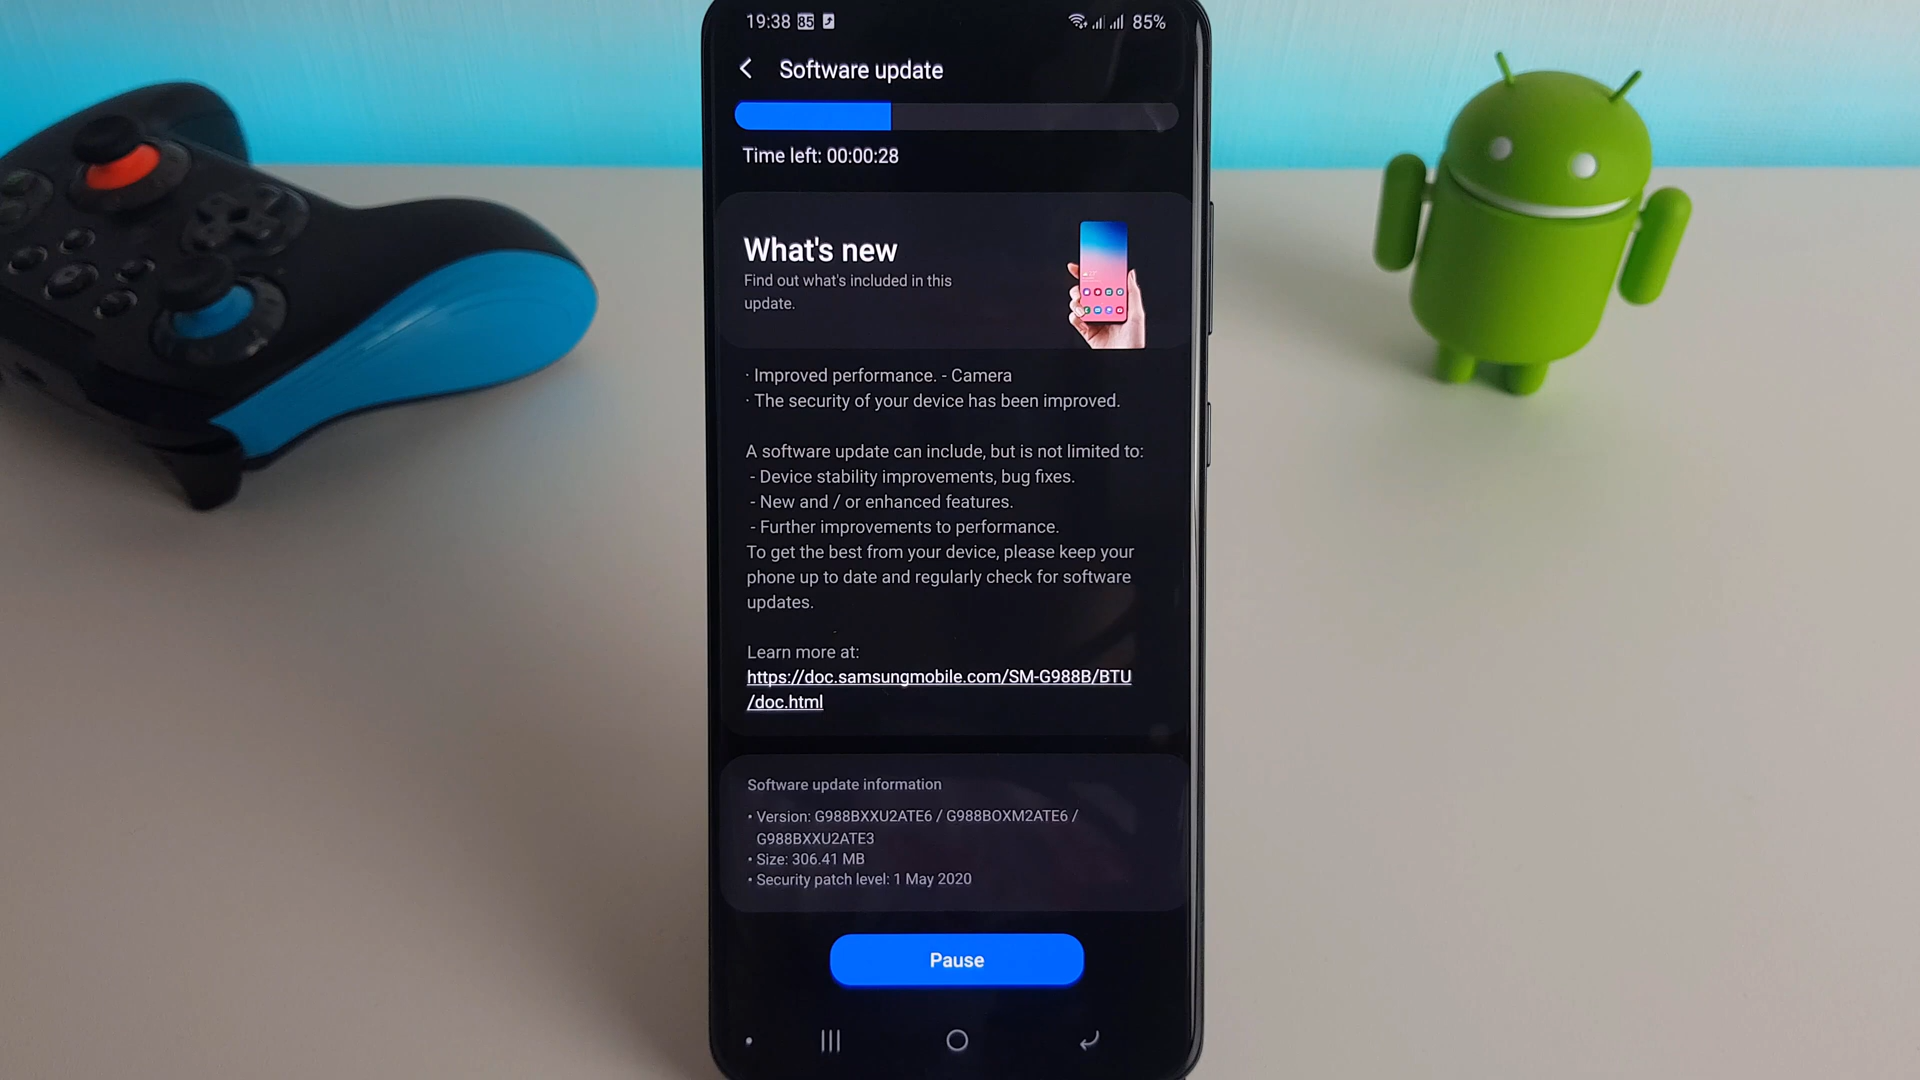 19:38 85 85%
Software update
Time left: 00:00:28
What's new
Find out what's included in this
update.
· Improved performance. - Camera
· The security of your device has been improved.
A software update can include, but is not limited to:
- Device stability improvements, bug fixes.
- New and / or enhanced features.
- Further improvements to performance.
To get the best from your device, please keep your
phone up to date and regularly check for software
updates.
Learn more at:
https://doc.samsungmobile.com/SM-G988B/BTU
/doc.html
Software update information
• Version: G988BXXU2ATE6 / G988BOXM2ATE6 /
G988BXXU2ATE3
• Size: 306.41 MB
• Security patch level: 1 May 2020
Pause